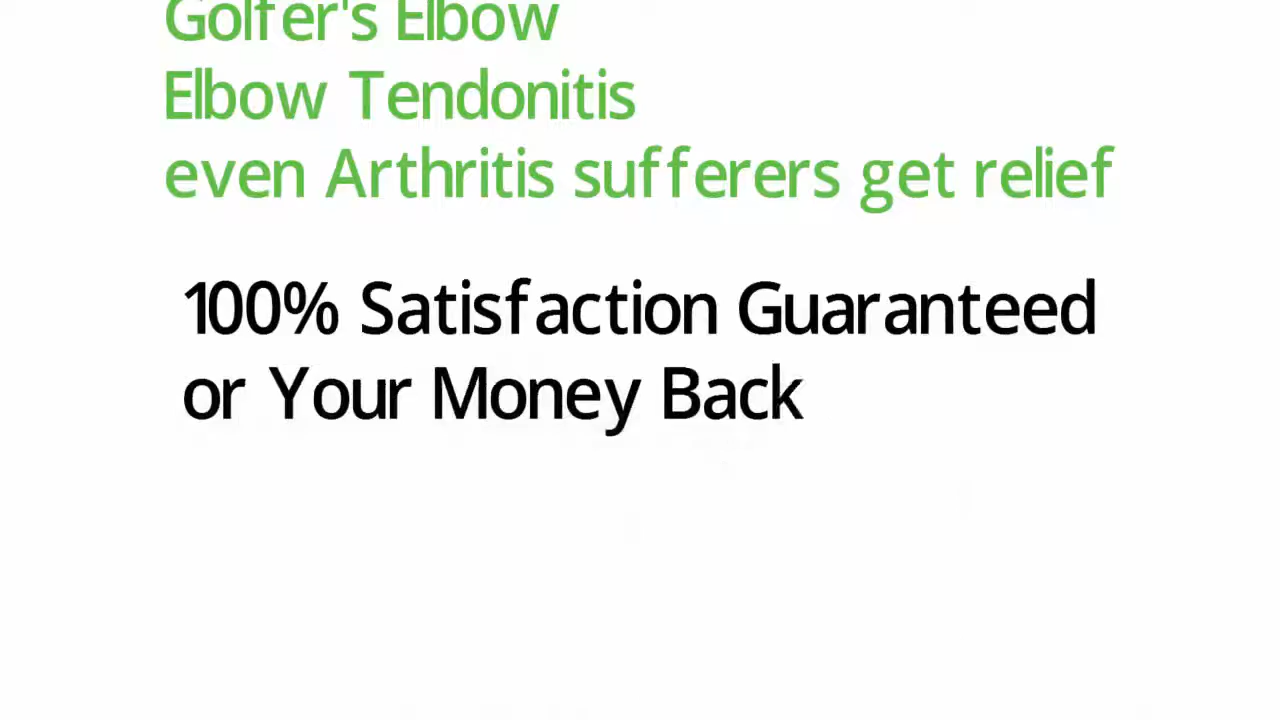 Golfer's Elbow
Elbow Tendonitis
even Arthritis sufferers get relief
100% Satisfaction Guaranteed
or Your Money Back